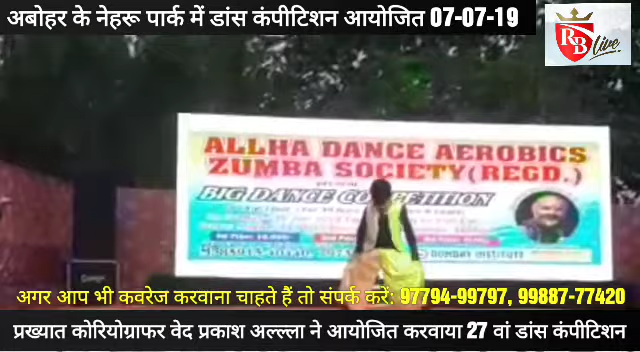 अबोहर के नेहरू पार्क में डांस कंपीटिशन आयोजित 07-07-19
RB Live
ALLHA DANCE AEROBICS
ZUMBA SOCIETY(REGD.)
BIG DANCE COMPETITION
अगर आप भी कवरेज करवाना चाहते हैं तो संपर्क करें: 97794-99797, 99887-77420
प्रख्यात कोरियोग्राफर वेद प्रकाश अल्ल्ला ने आयोजित करवाया 27 वां डांस कंपीटिशन